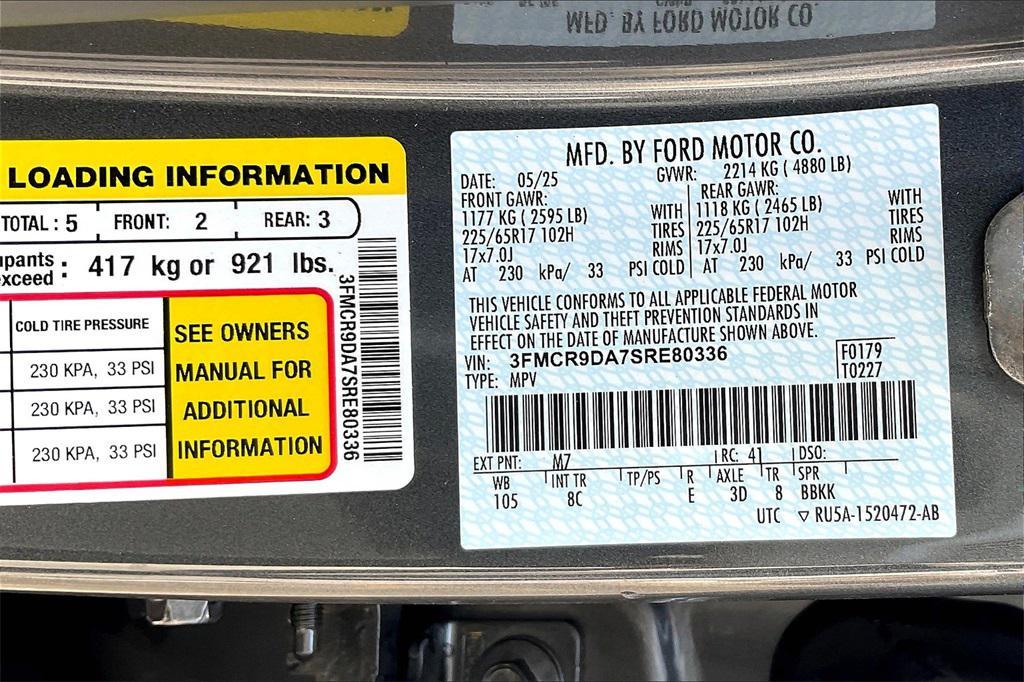 MFD. BY FORD MOTOR CO.
LOADING INFORMATION
TOTAL: 5 FRONT: 2 REAR: 3
upants
exceed : 417 kg or 921 lbs.
COLD TIRE PRESSURE
230 KPA, 33 PSI
230 KPA, 33 PSI
230 KPA, 33 PSI
SEE OWNERS
MANUAL FOR
ADDITIONAL
INFORMATION
3FMCR9DA7SRE80336
MFD. BY FORD MOTOR CO.
DATE: 05/25 GVWR: 2214 KG ( 4880 LB)
FRONT GAWR:
1177 KG ( 2595 LB) WITH
225/65R17 102H TIRES
17x7.0J RIMS
AT 230 kPa/ 33 PSI COLD
REAR GAWR:
1118 KG ( 2465 LB) WITH
225/65R17 102H TIRES
17x7.0J RIMS
AT 230 kPa/ 33 PSI COLD
THIS VEHICLE CONFORMS TO ALL APPLICABLE FEDERAL MOTOR
VEHICLE SAFETY AND THEFT PREVENTION STANDARDS IN
EFFECT ON THE DATE OF MANUFACTURE SHOWN ABOVE.
VIN: 3FMCR9DA7SRE80336
TYPE: MPV
F0179
T0227
EXT PNT: M7 RC: 41 DSO:
WB INT TR TP/PS R AXLE TR SPR
105 8C E 3D 8 BBKK
UTC ▽ RU5A-1520472-AB